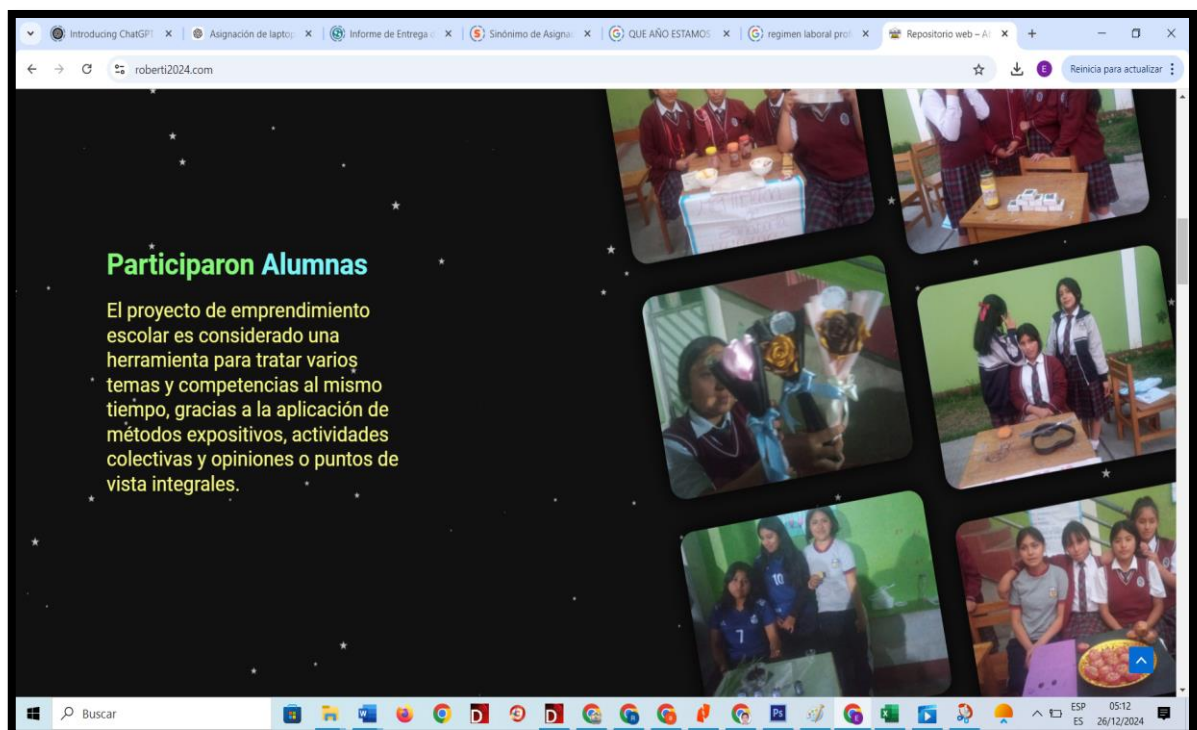 Introducing ChatGPT
Asignación de laptop
Informe de Entrega d
Sinónimo de Asigna
QUE AÑO ESTAMOS
regimen laboral prof
Repositorio web – Al
roberti2024.com
E
Reinicia para actualizar
Participaron Alumnas
El proyecto de emprendimiento
escolar es considerado una
herramienta para tratar varios
temas y competencias al mismo
tiempo, gracias a la aplicación de
métodos expositivos, actividades
colectivas y opiniones o puntos de
vista integrales.
10
7
Buscar
ESP
ES
05:12
26/12/2024